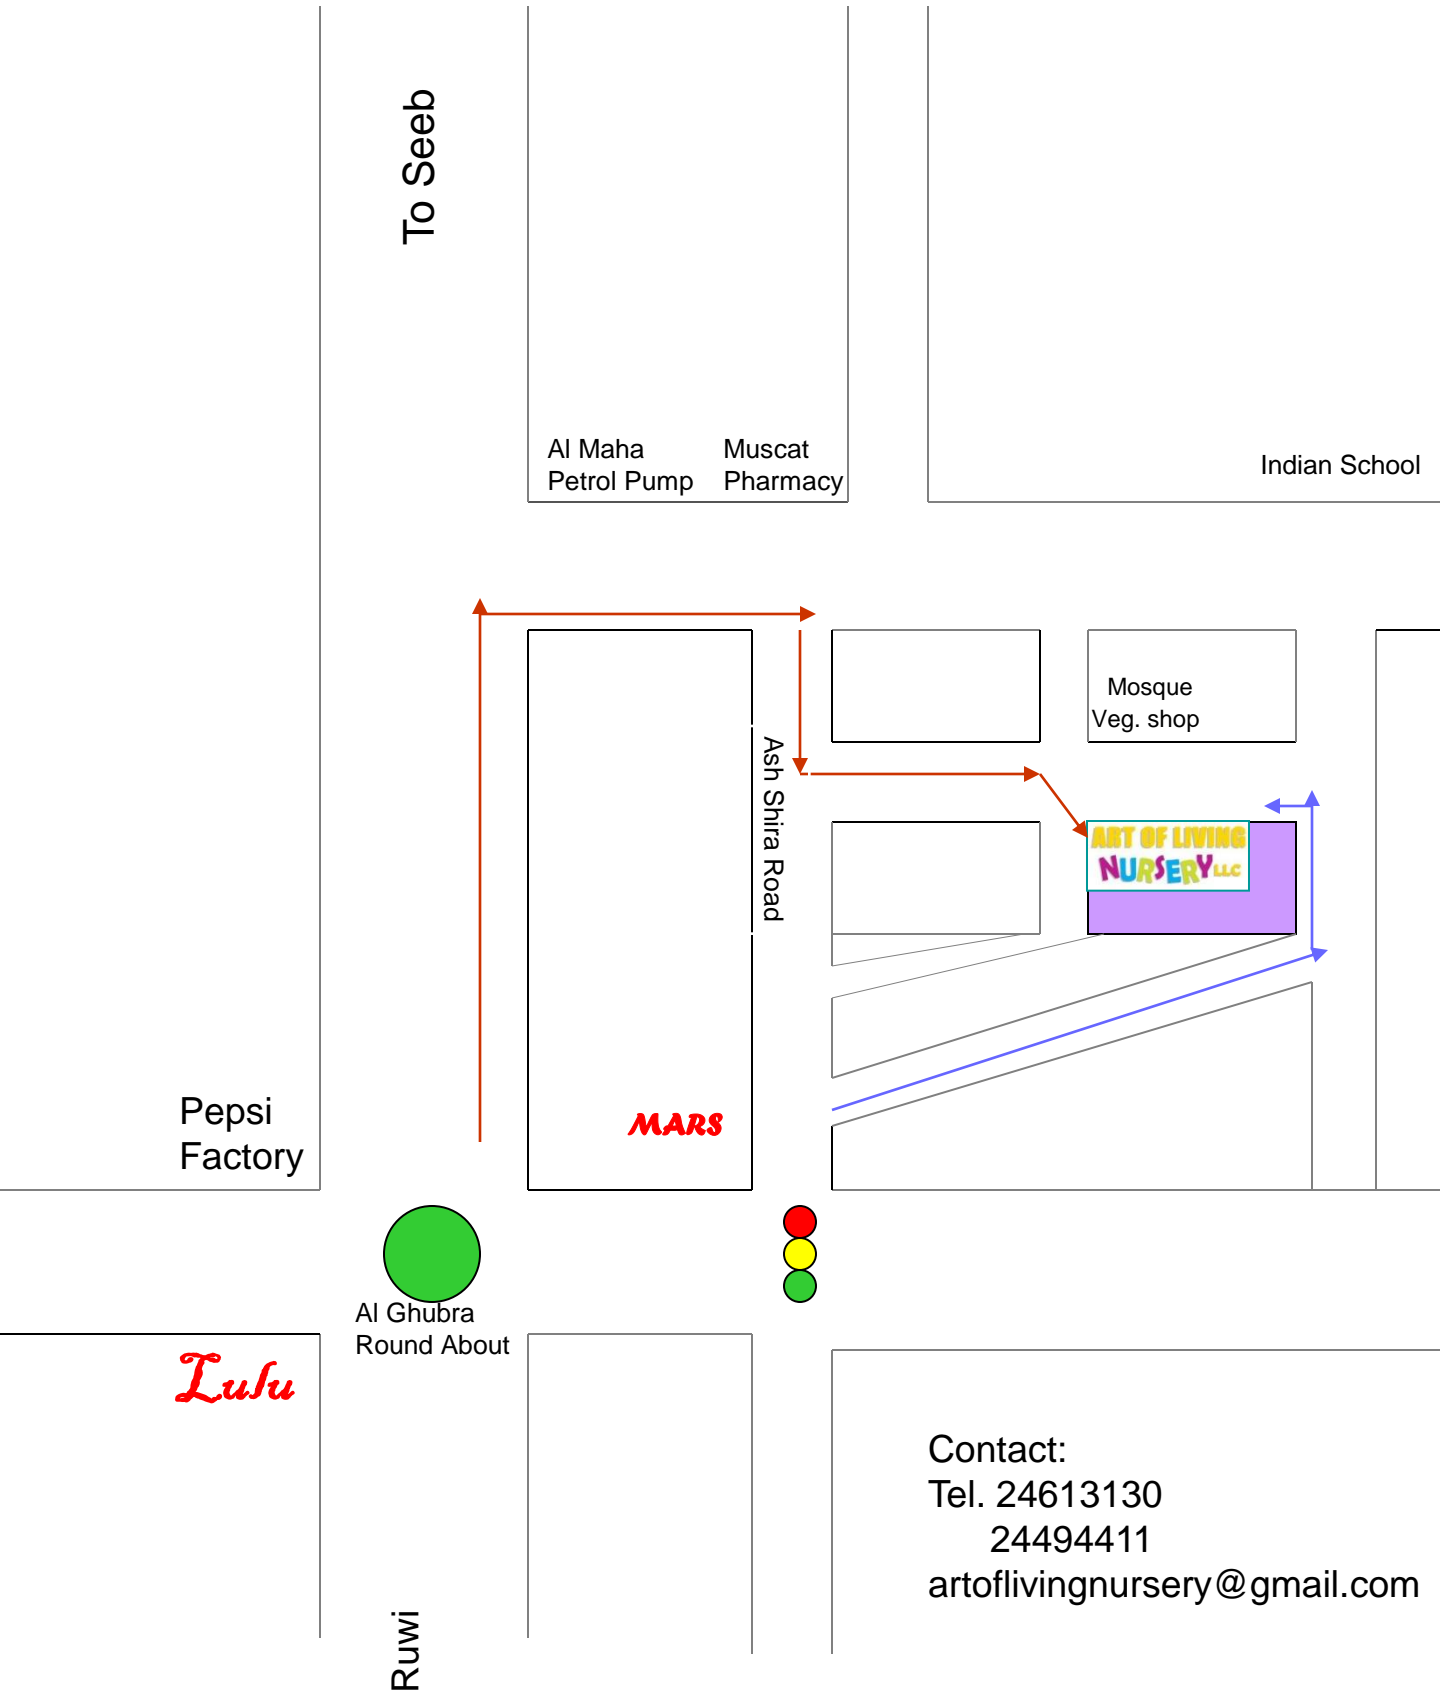 To Seeb
Al Maha
Petrol Pump
Muscat
Pharmacy
Indian School
Mosque
Veg. shop
Ash Shira Road
ART OF LIVING
NURSERY LLC
Pepsi
Factory
MARS
Al Ghubra
Round About
Lulu
Contact:
Tel. 24613130
24494411
artoflivingnursery@gmail.com
Ruwi